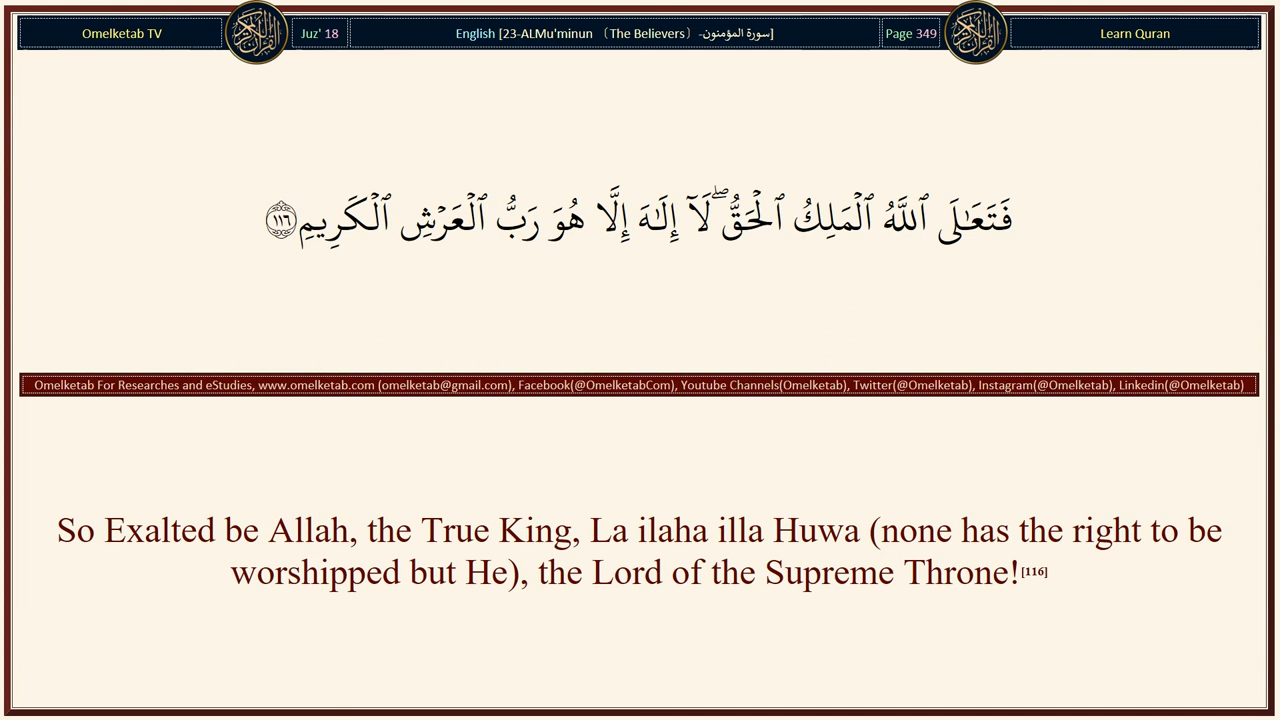 Omelketab TV
Juz' 18
English [23-ALMu'minun 〔The Believers〕 -سورة المؤمنون]
Page 349
Learn Quran
فَتَعَٰلَى ٱللَّهُ ٱلْمَلِكُ ٱلْحَقُّ ۖ لَآ إِلَٰهَ إِلَّا هُوَ رَبُّ ٱلْعَرْشِ ٱلْكَرِيمِ ١١٦
Omelketab For Researches and eStudies, www.omelketab.com (omelketab@gmail.com), Facebook(@OmelketabCom), Youtube Channels(Omelketab), Twitter(@Omelketab), Instagram(@Omelketab), Linkedin(@Omelketab)
So Exalted be Allah, the True King, La ilaha illa Huwa (none has the right to be
worshipped but He), the Lord of the Supreme Throne![116]